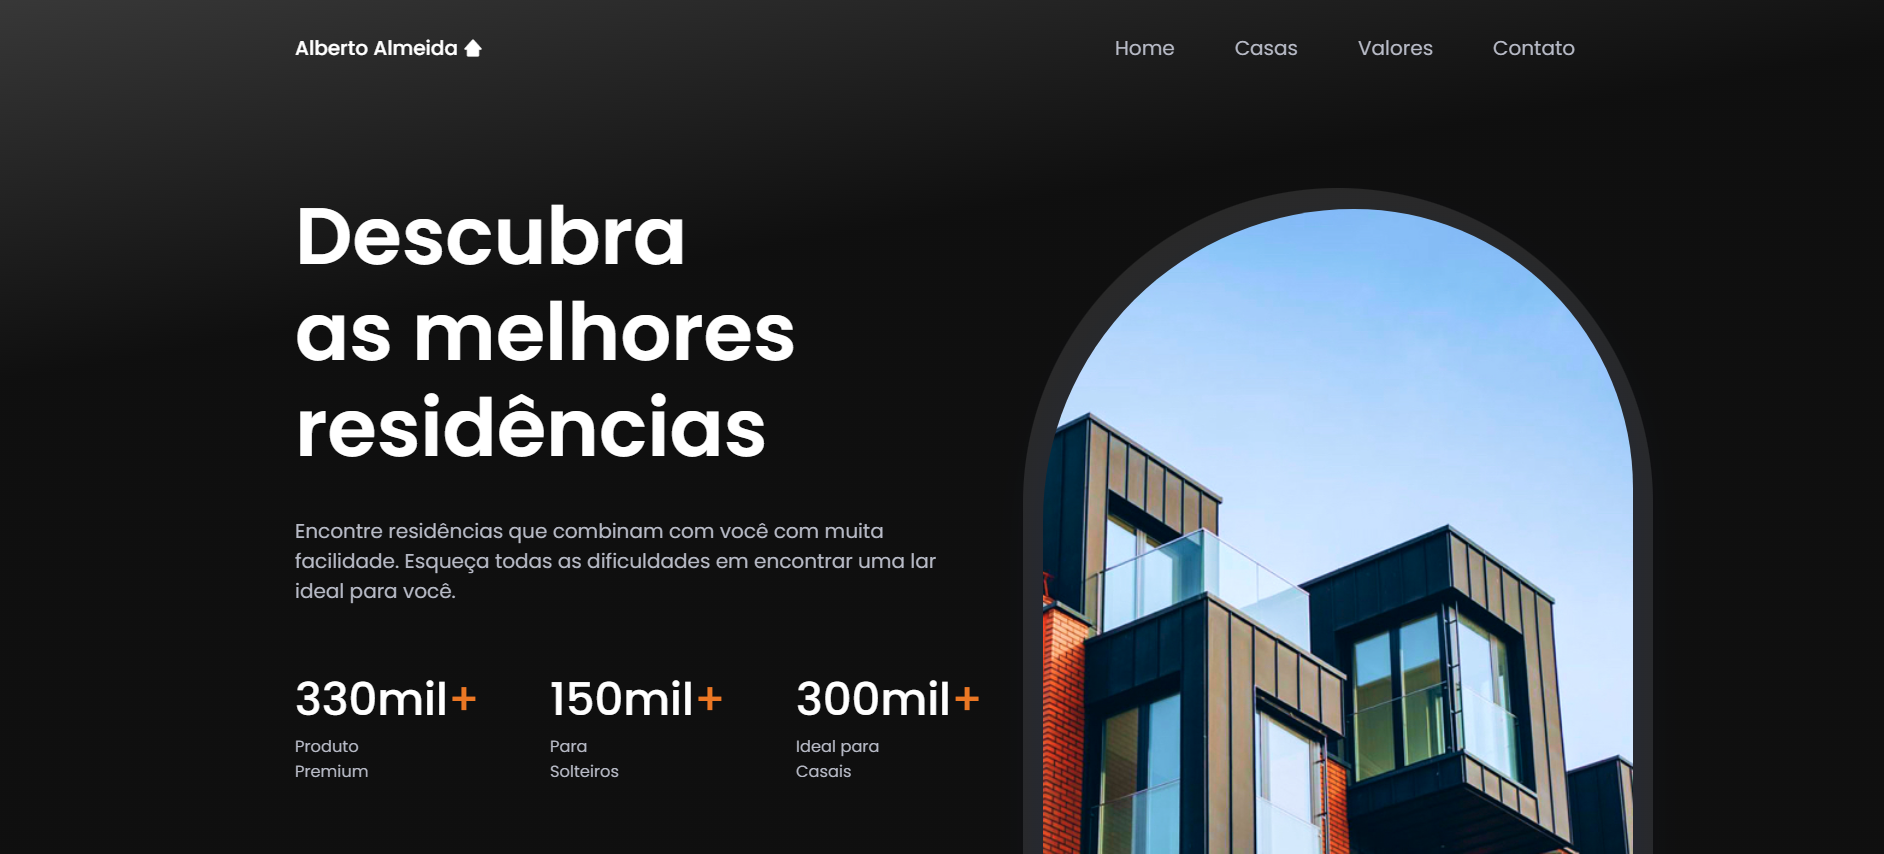 Alberto Almeida
Home Casas Valores Contato
Descubra
as melhores
residências
Encontre residências que combinam com você com muita
facilidade. Esqueça todas as dificuldades em encontrar uma lar
ideal para você.
330mil+ 150mil+ 300mil+
Produto Para Ideal para
Premium Solteiros Casais